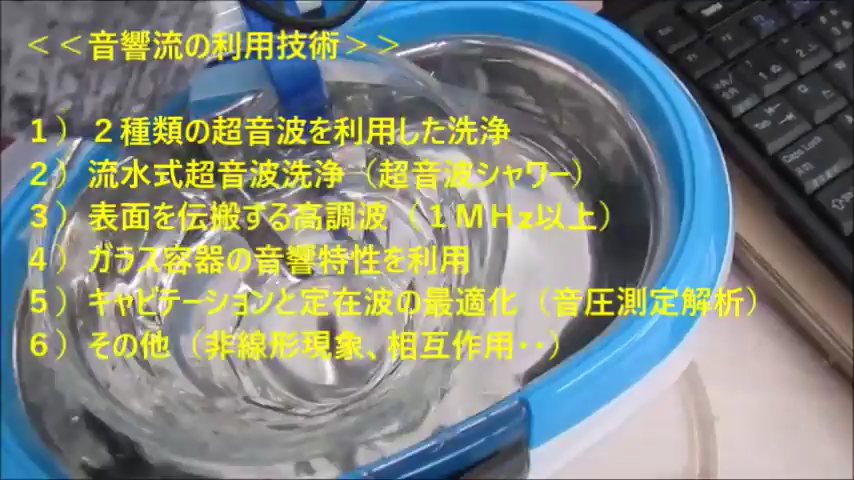 ＜＜音響流の利用技術＞＞
１）２種類の超音波を利用した洗浄
２）流水式超音波洗浄（超音波シャワー）
３）表面を伝搬する高調波（１ＭＨz以上）
４）ガラス容器の音響特性を利用
５）キャビテーションと定在波の最適化（音圧測定解析）
６）その他（非線形現象、相互作用‥）
Caps Lock